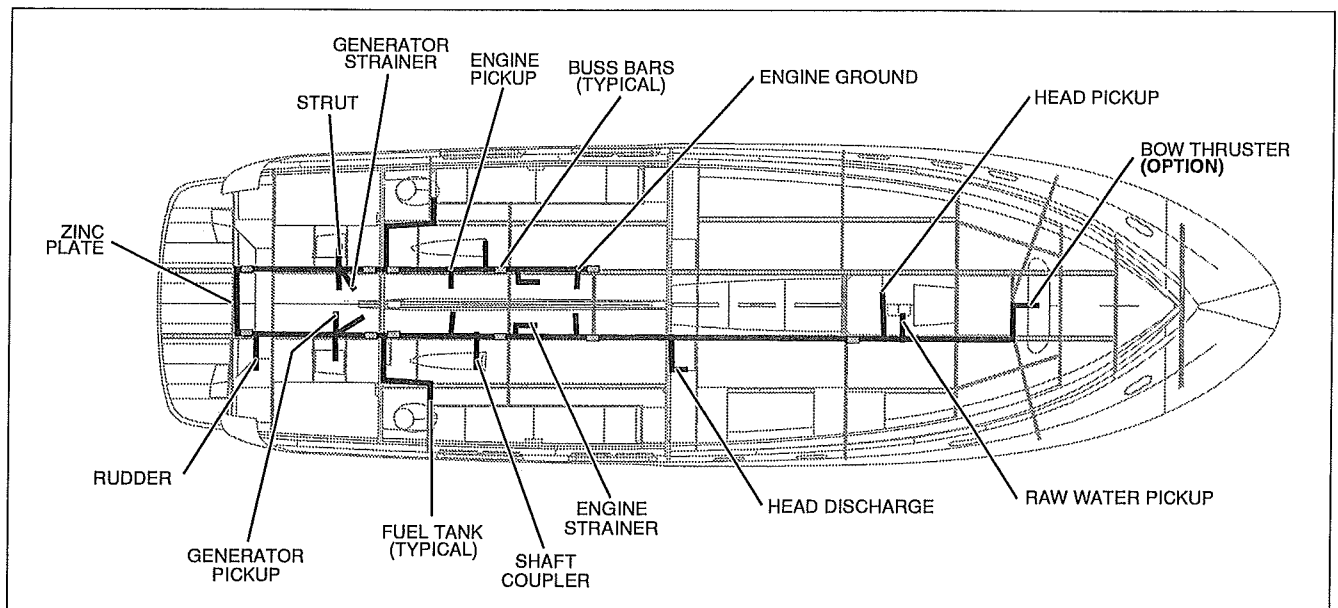 GENERATOR
STRAINER
ENGINE
PICKUP
BUSS BARS
(TYPICAL)
ENGINE GROUND
STRUT
HEAD PICKUP
BOW THRUSTER
(OPTION)
ZINC
PLATE
RUDDER
GENERATOR
PICKUP
FUEL TANK
(TYPICAL)
SHAFT
COUPLER
ENGINE
STRAINER
HEAD DISCHARGE
RAW WATER PICKUP